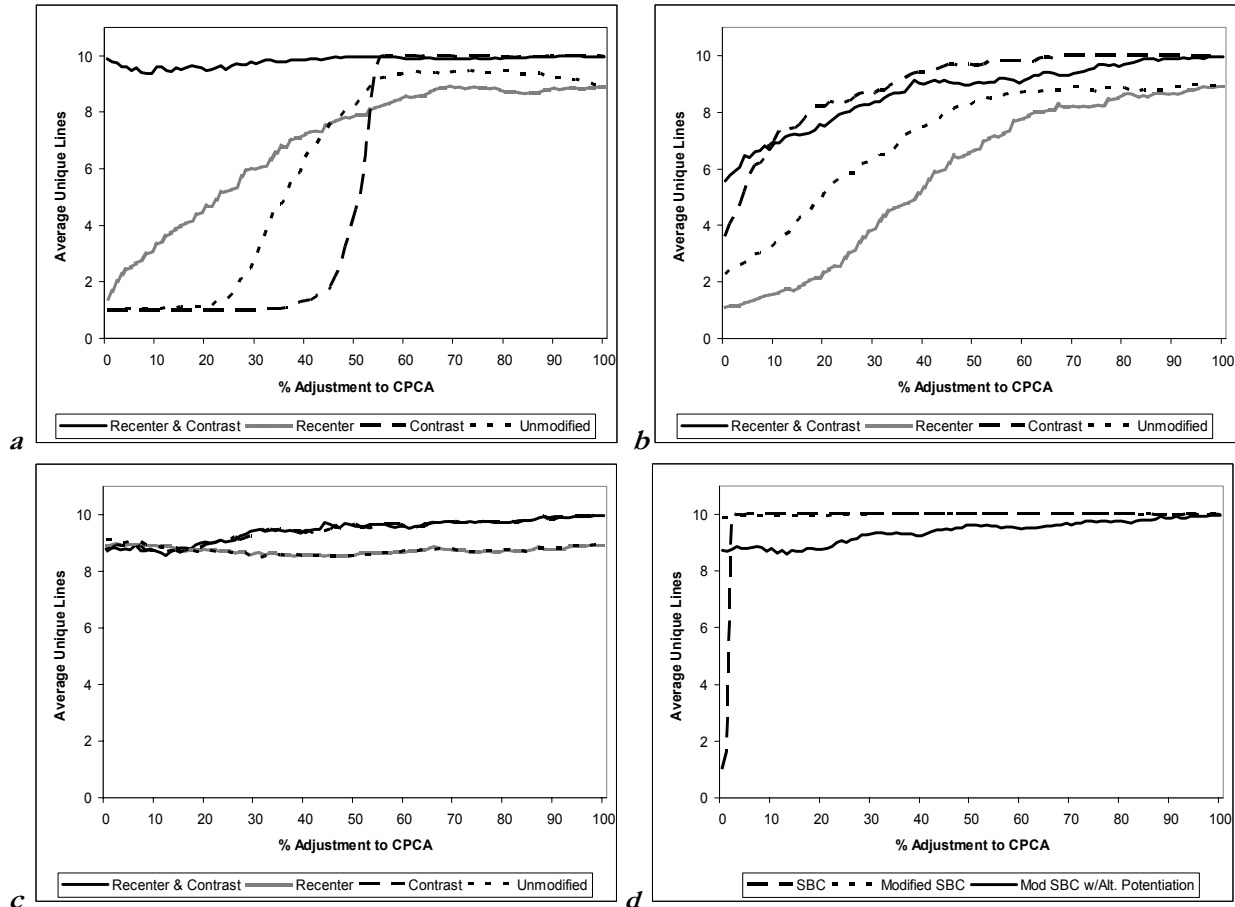 Average Unique Lines
10
8
6
4
2
0
0 10 20 30 40 50 60 70 80 90 100
% Adjustment to CPCA
Recenter & Contrast Recenter Contrast Unmodified
a
Average Unique Lines
10
8
6
4
2
0
0 10 20 30 40 50 60 70 80 90 100
% Adjustment to CPCA
Recenter & Contrast Recenter Contrast Unmodified
b
Average Unique Lines
10
8
6
4
2
0
0 10 20 30 40 50 60 70 80 90 100
% Adjustment to CPCA
Recenter & Contrast Recenter Contrast Unmodified
c
Average Unique Lines
10
8
6
4
2
0
0 10 20 30 40 50 60 70 80 90 100
% Adjustment to CPCA
SBC Modified SBC Mod SBC w/Alt. Potentiation
d